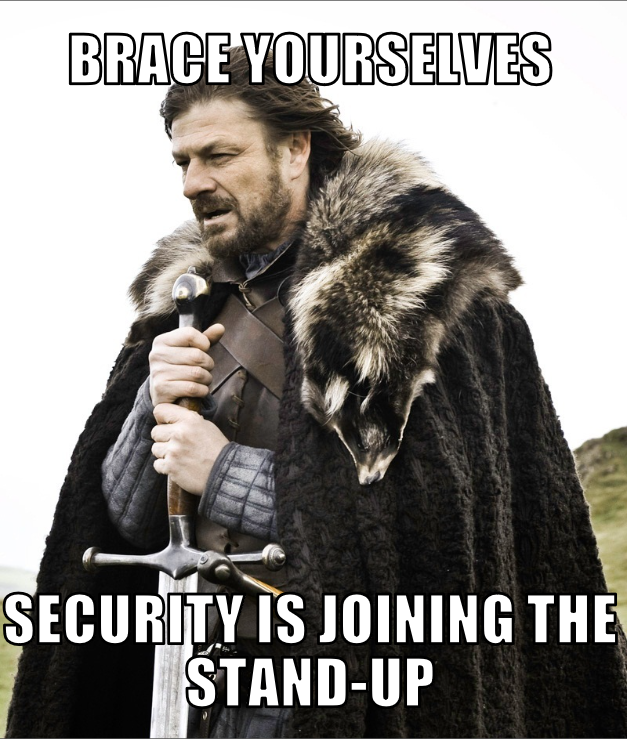 BRACE YOURSELVES
SECURITY IS JOINING THE
STAND-UP